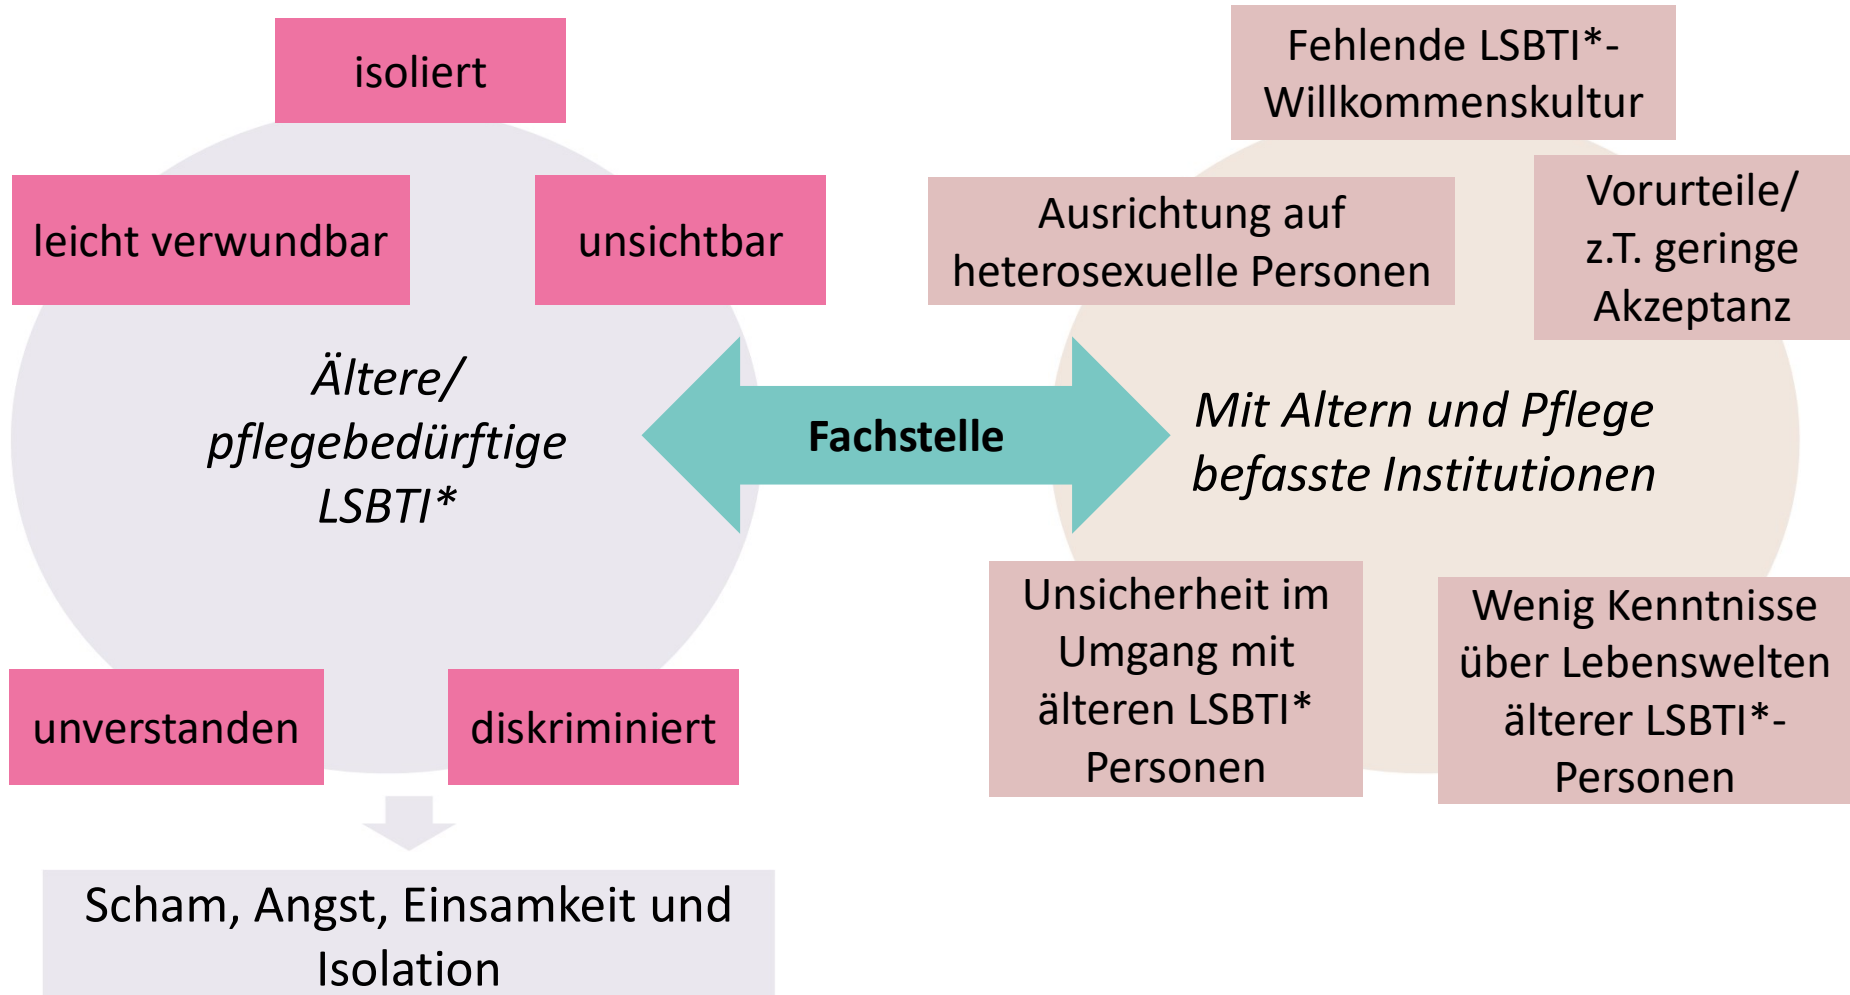 isoliert
leicht verwundbar
unsichtbar
Ältere/
pflegebedürftige
LSBTI*
unverstanden
diskriminiert
Scham, Angst, Einsamkeit und
Isolation
Fachstelle
Fehlende LSBTI*-
Willkommenskultur
Ausrichtung auf
heterosexuelle Personen
Vorurteile/
z.T. geringe
Akzeptanz
Mit Altern und Pflege
befasste Institutionen
Unsicherheit im
Umgang mit
älteren LSBTI*
Personen
Wenig Kenntnisse
über Lebenswelten
älterer LSBTI*-
Personen